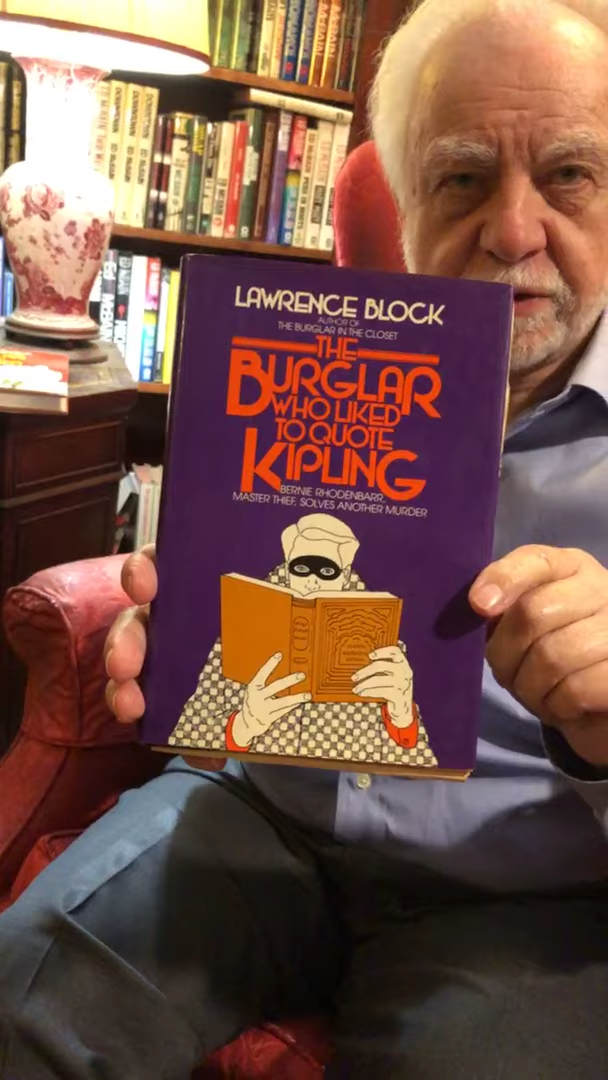 LAWRENCE BLOCK
AUTHOR OF
THE BURGLAR IN THE CLOSET
THE
BURGLAR
WHO LIKED
TO QUOTE
KIPLING
BERNIE RHODENBARR,
MASTER THIEF, SOLVES ANOTHER MURDER